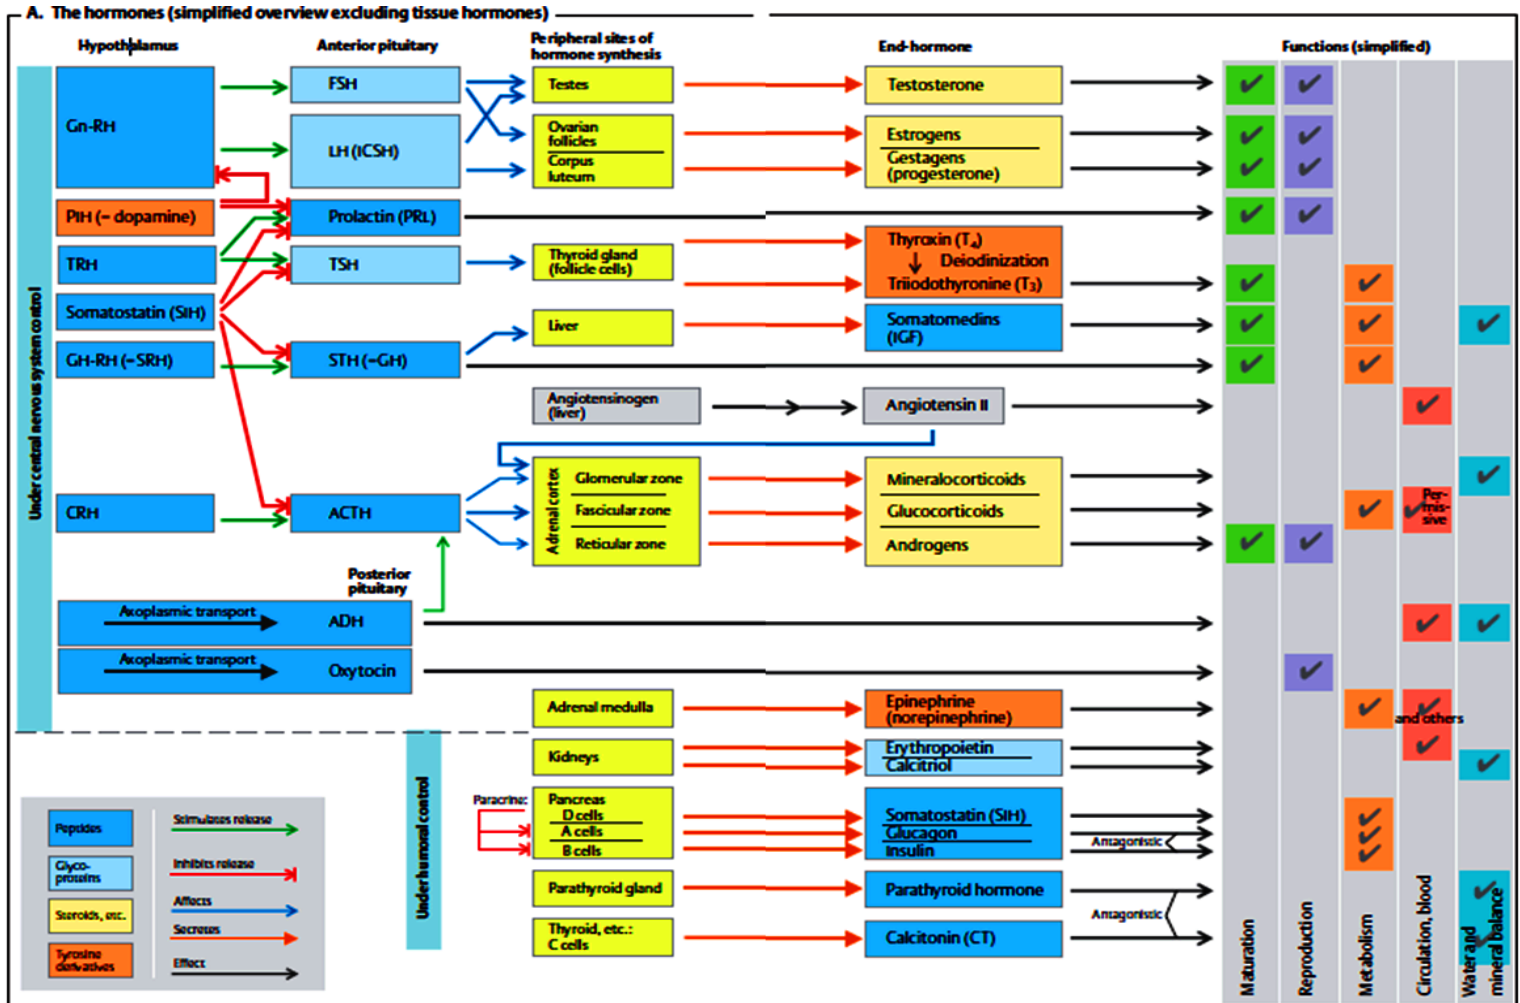 A. The hormones (simplified overview excluding tissue hormones)
Hypothalamus
Anterior pituitary
Peripheral sites of
hormone synthesis
End-hormone
Functions (simplified)
Under central nervous system control
Gn-RH
FSH
Testes
Testosterone
LH (ICSH)
Ovarian
follicles
Corpus
luteum
Estrogens
Gestagens
(progesterone)
PIH (= dopamine)
Prolactin (PRL)
TRH
TSH
Thyroid gland
(follicle cells)
Thyroxin (T4)
Deiodinization
Triiodothyronine (T3)
Somatostatin (SIH)
Liver
Somatomedins
(IGF)
GH-RH (=SRH)
STH (=GH)
Angiotensinogen
(liver)
Angiotensin II
CRH
ACTH
Adrenal cortex
Glomerular zone
Fascicular zone
Reticular zone
Mineralocorticoids
Glucocorticoids
Androgens
Per-
mis-
sive
Posterior
pituitary
Axoplasmic transport
ADH
Axoplasmic transport
Oxytocin
Adrenal medulla
Epinephrine
(norepinephrine)
and others
Under humoral control
Kidneys
Erythropoietin
Calcitriol
Paracrine:
Pancreas
D cells
A cells
B cells
Somatostatin (SIH)
Glucagon
Insulin
Antagonistic
Parathyroid gland
Parathyroid hormone
Antagonistic
Thyroid, etc.:
C cells
Calcitonin (CT)
Maturation
Reproduction
Metabolism
Circulation, blood
Water and
mineral balance
Peptides
Glyco-
proteins
Steroids, etc.
Tyrosine
derivatives
Stimulates release
Inhibits release
Affects
Secretes
Effect